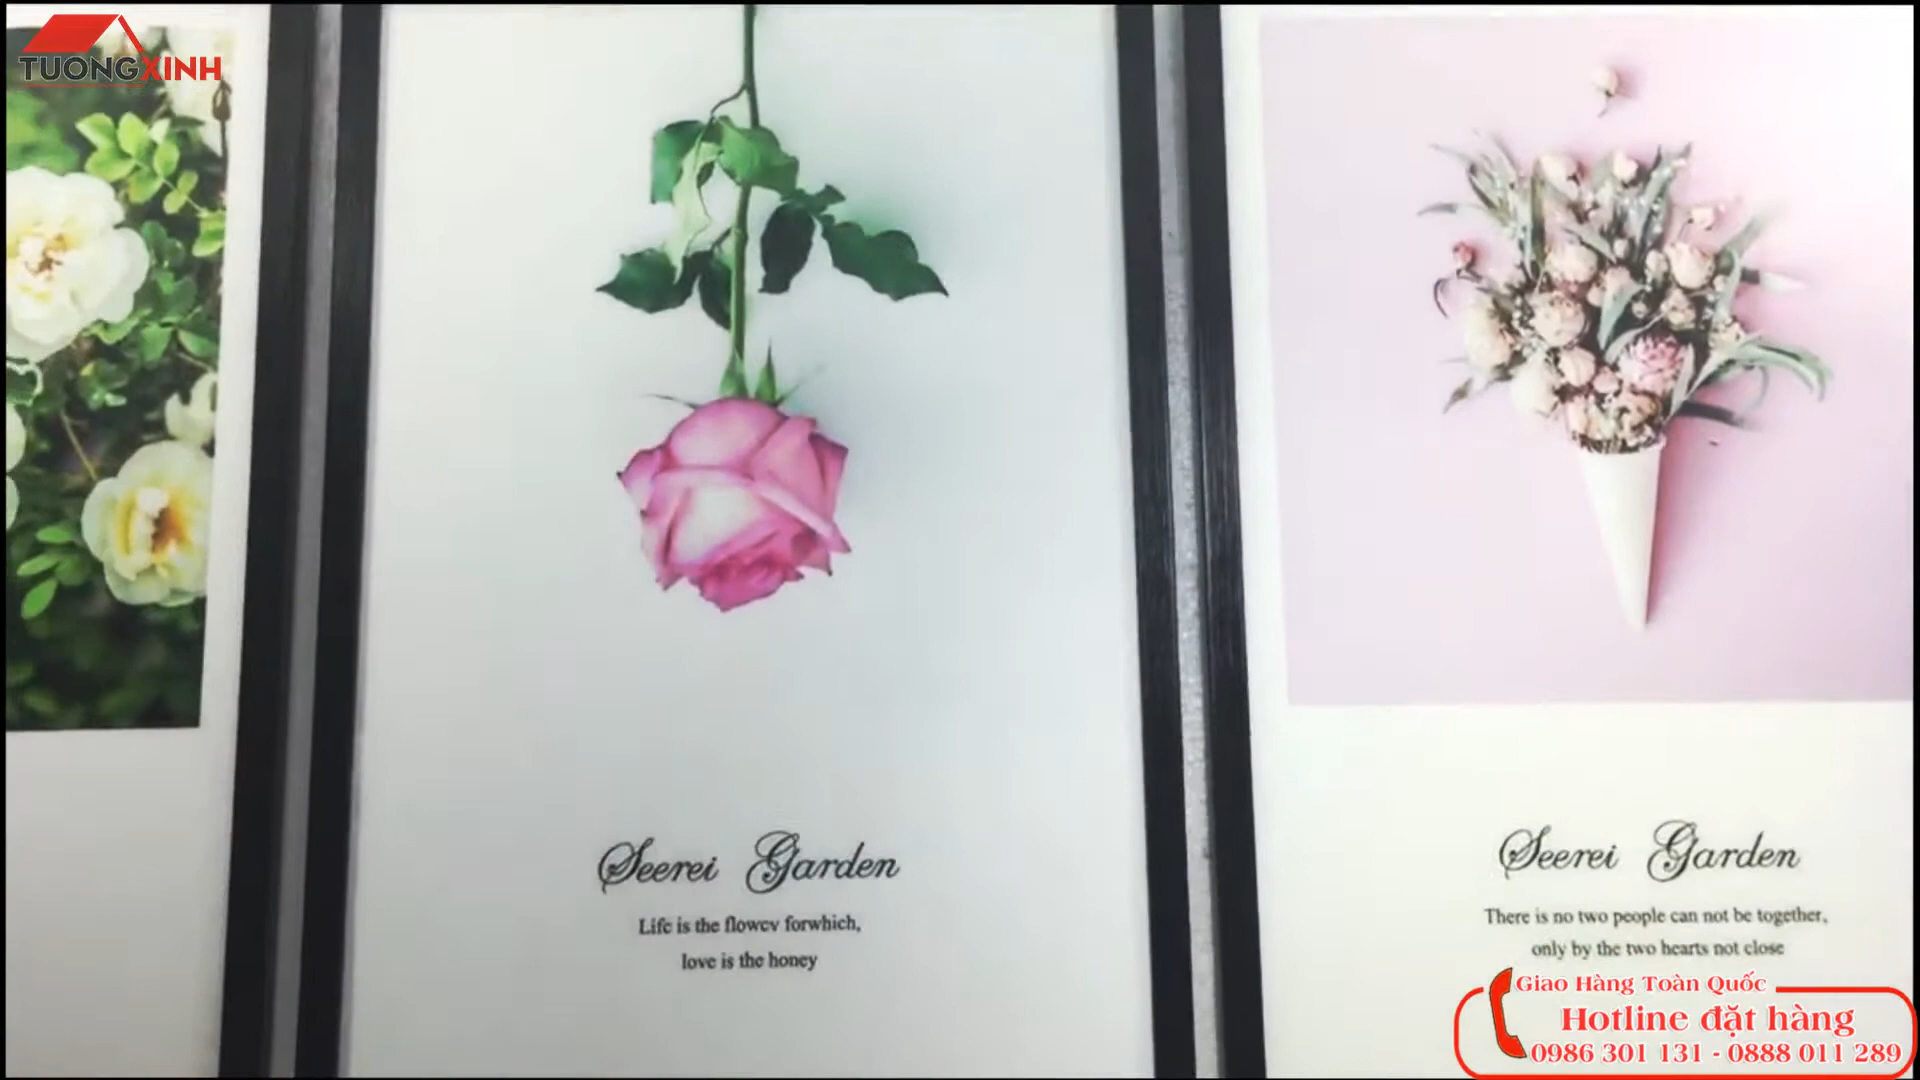 TUONGXINH
Seerei Garden
Life is the flowev forwhich,
love is the honey
Seerei Garden
There is no two people can not be together,
only by the two hearts not close
Giao Hàng Toàn Quốc
Hotline đặt hàng
0986 301 131 - 0888 011 289